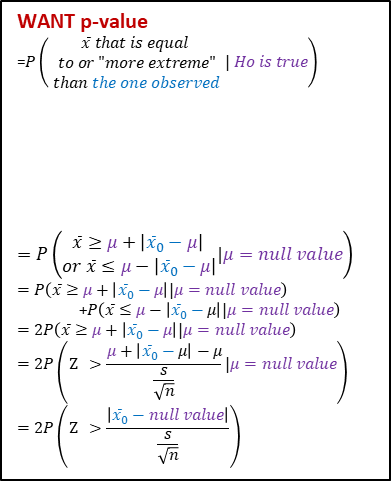 WANT p-value
x̄ that is equal
=P ( to or "more extreme" | Ho is true )
than the one observed
= P ( x̄ ≥ μ + |x̄₀ − μ| or x̄ ≤ μ − |x̄₀ − μ| |μ = null value )
= P(x̄ ≥ μ + |x̄₀ − μ||μ = null value)
+P(x̄ ≤ μ − |x̄₀ − μ||μ = null value)
= 2P(x̄ ≥ μ + |x̄₀ − μ||μ = null value)
= 2P ( Z > (μ + |x̄₀ − μ| − μ) / (s/√n) |μ = null value )
= 2P ( Z > |x̄₀ − null value| / (s/√n) )